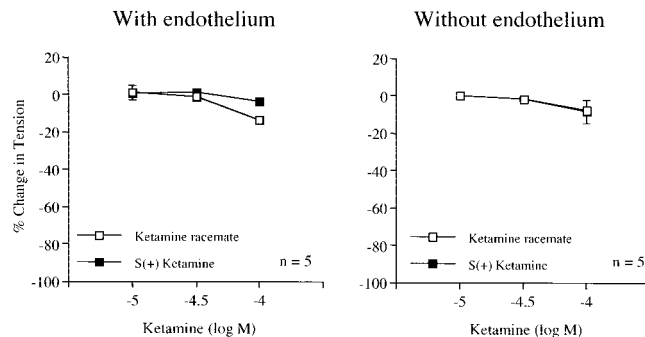 With endothelium
20
0
-20
-40
-60
-80
-100
% Change in Tension
Ketamine racemate
S(+) Ketamine
n = 5
-5
-4.5
-4
Ketamine (log M)
Without endothelium
20
0
-20
-40
-60
-80
-100
Ketamine racemate
S(+) Ketamine
n = 5
-5
-4.5
-4
Ketamine (log M)